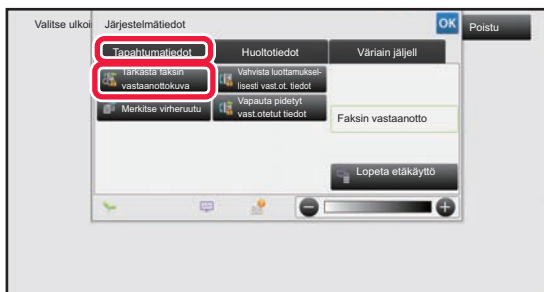 Valitse ulkoi
Järjestelmätiedot
OK
Poistu
Tapahtumatiedot
Huoltotiedot
Väriain jäljell
Tarkasta faksin
vastaanottokuva
Vahvista luottamuksel-
lisesti vast.ot. tiedot
Merkitse virheruutu
Vapauta pidetyt
vast.otetut tiedot
Faksin vastaanotto
Lopeta etäkäyttö